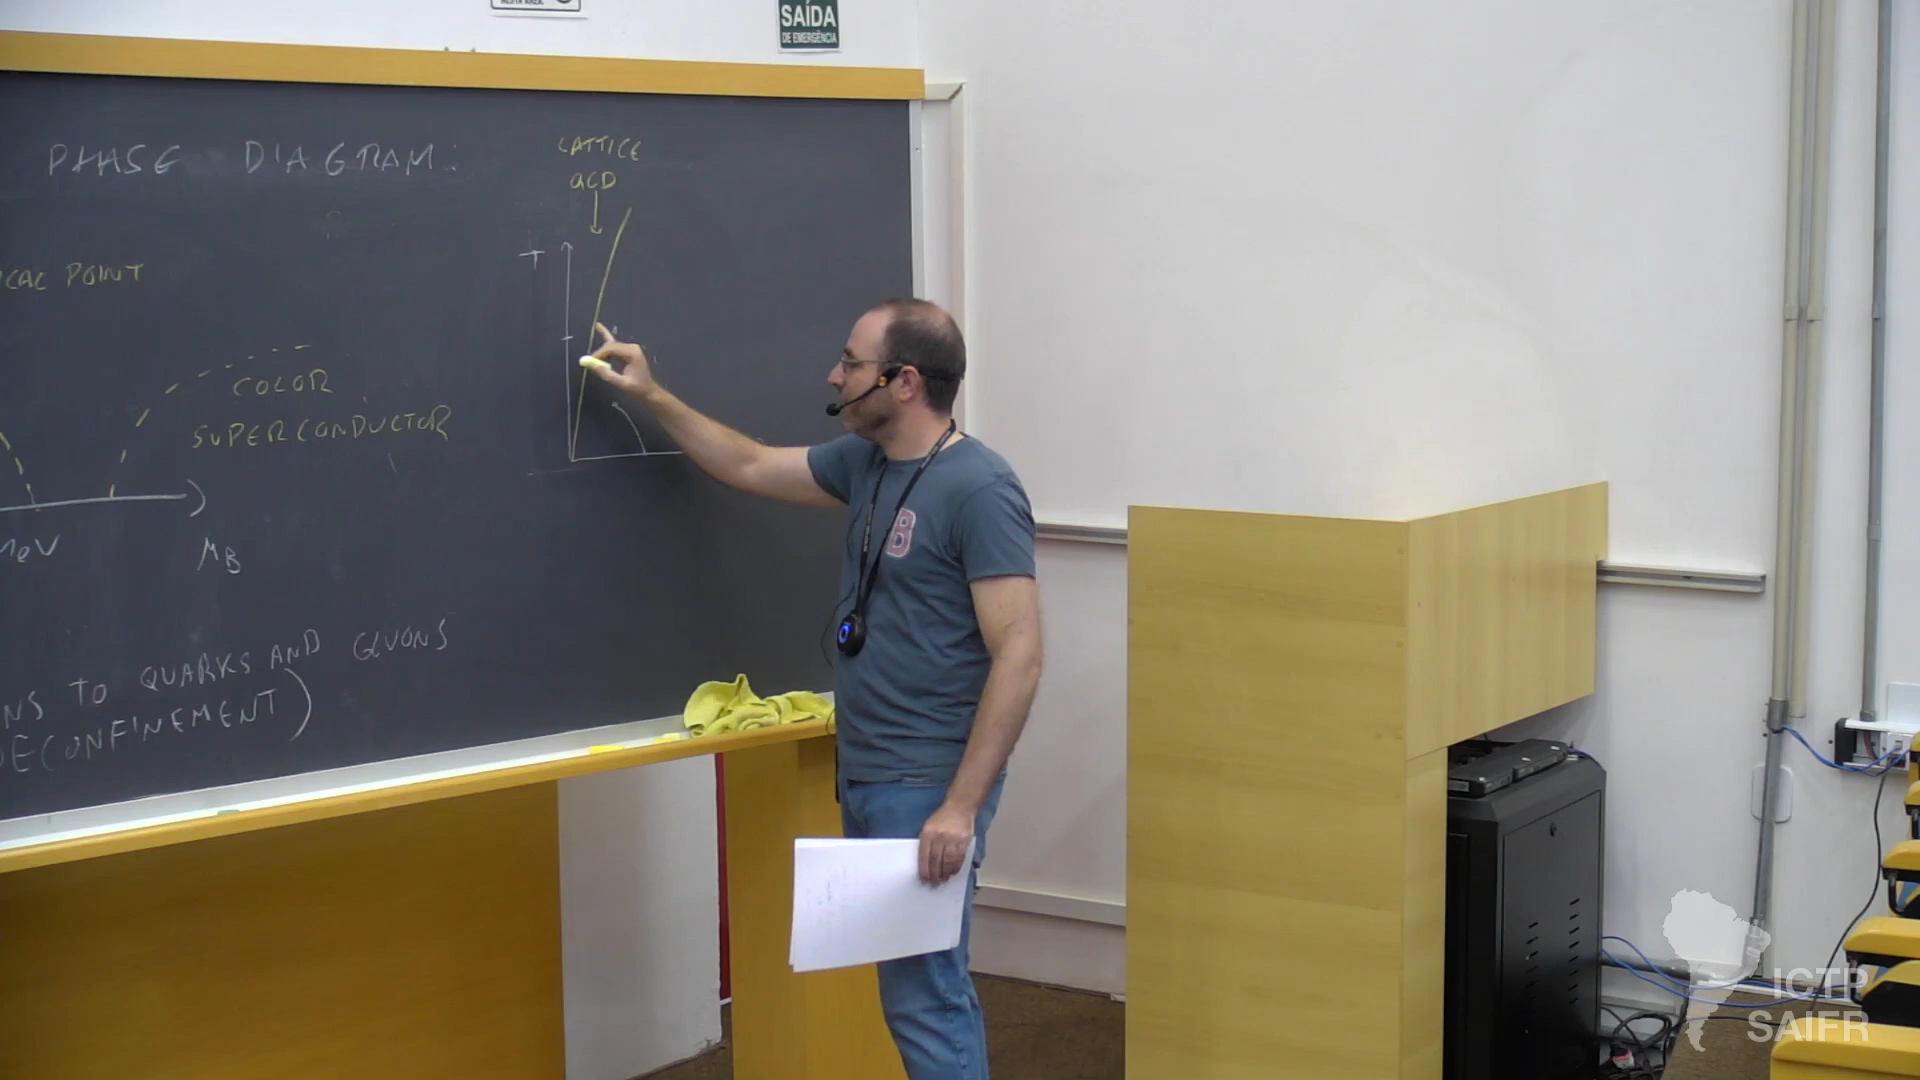 SAÍDA
DE EMERGÊNCIA
PHASE DIAGRAM:
LATTICE
QCD
T
ICAL POINT
COLOR
SUPERCONDUCTOR
MeV
μB
NS TO QUARKS AND GLUONS
DECONFINEMENT)
B
ICTP
SAIFR